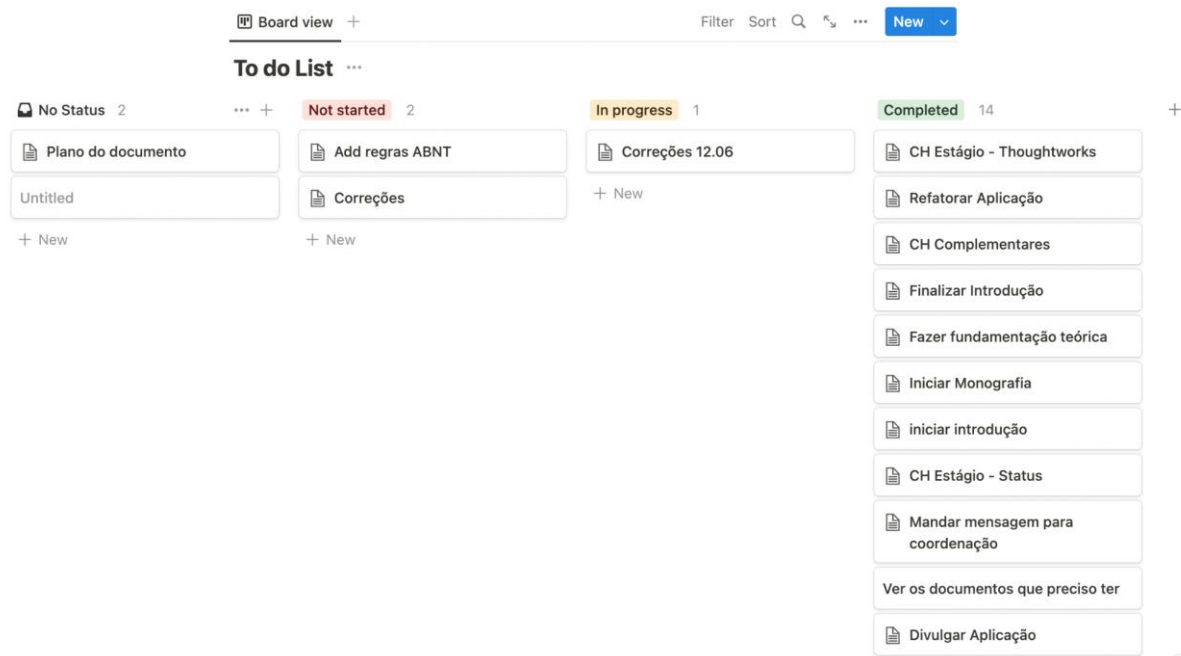 Board view
Filter Sort New
To do List
No Status 2
Plano do documento
Untitled
New
Not started 2
Add regras ABNT
Correções
New
In progress 1
Correções 12.06
New
Completed 14
CH Estágio - Thoughtworks
Refatorar Aplicação
CH Complementares
Finalizar Introdução
Fazer fundamentação teórica
Iniciar Monografia
iniciar introdução
CH Estágio - Status
Mandar mensagem para
coordenação
Ver os documentos que preciso ter
Divulgar Aplicação